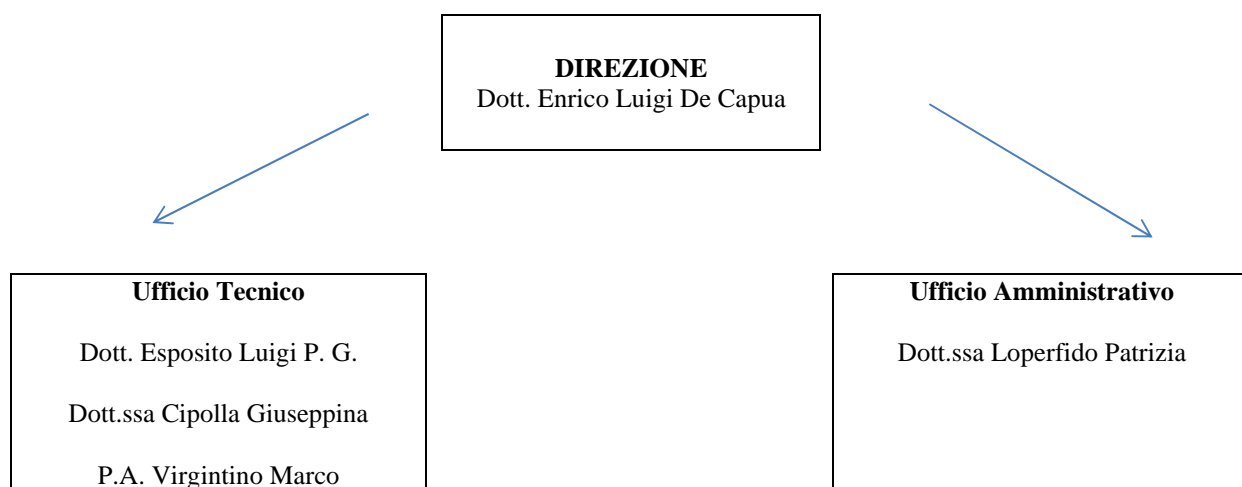 DIREZIONE
Dott. Enrico Luigi De Capua
Ufficio Tecnico
Dott. Esposito Luigi P. G.
Dott.ssa Cipolla Giuseppina
P.A. Virgintino Marco
Ufficio Amministrativo
Dott.ssa Loperfido Patrizia